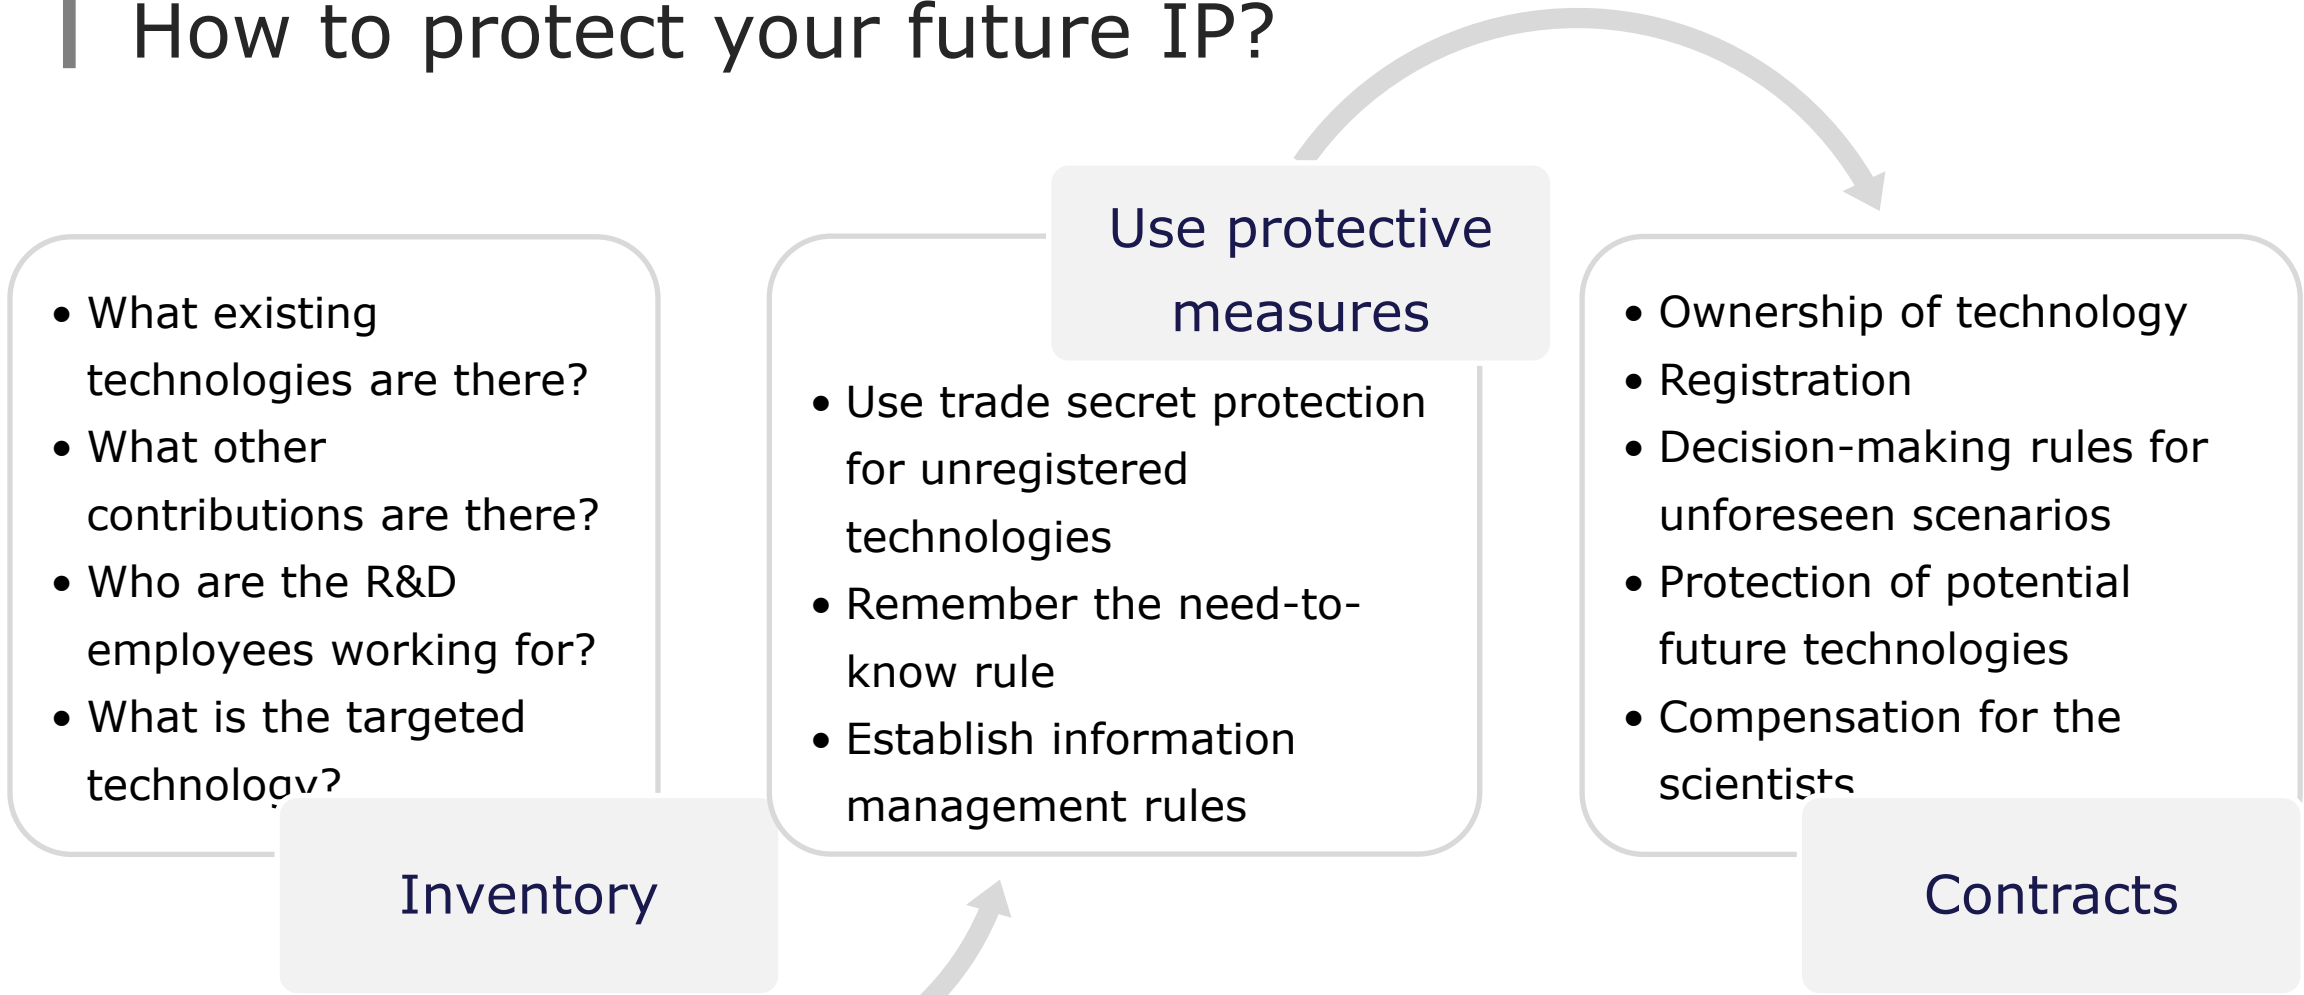 How to protect your future IP?
• What existing
technologies are there?
• What other
contributions are there?
• Who are the R&D
employees working for?
• What is the targeted
technology?
Inventory
Use protective
measures
• Use trade secret protection
for unregistered
technologies
• Remember the need-to-
know rule
• Establish information
management rules
• Ownership of technology
• Registration
• Decision-making rules for
unforeseen scenarios
• Protection of potential
future technologies
• Compensation for the
scientists
Contracts